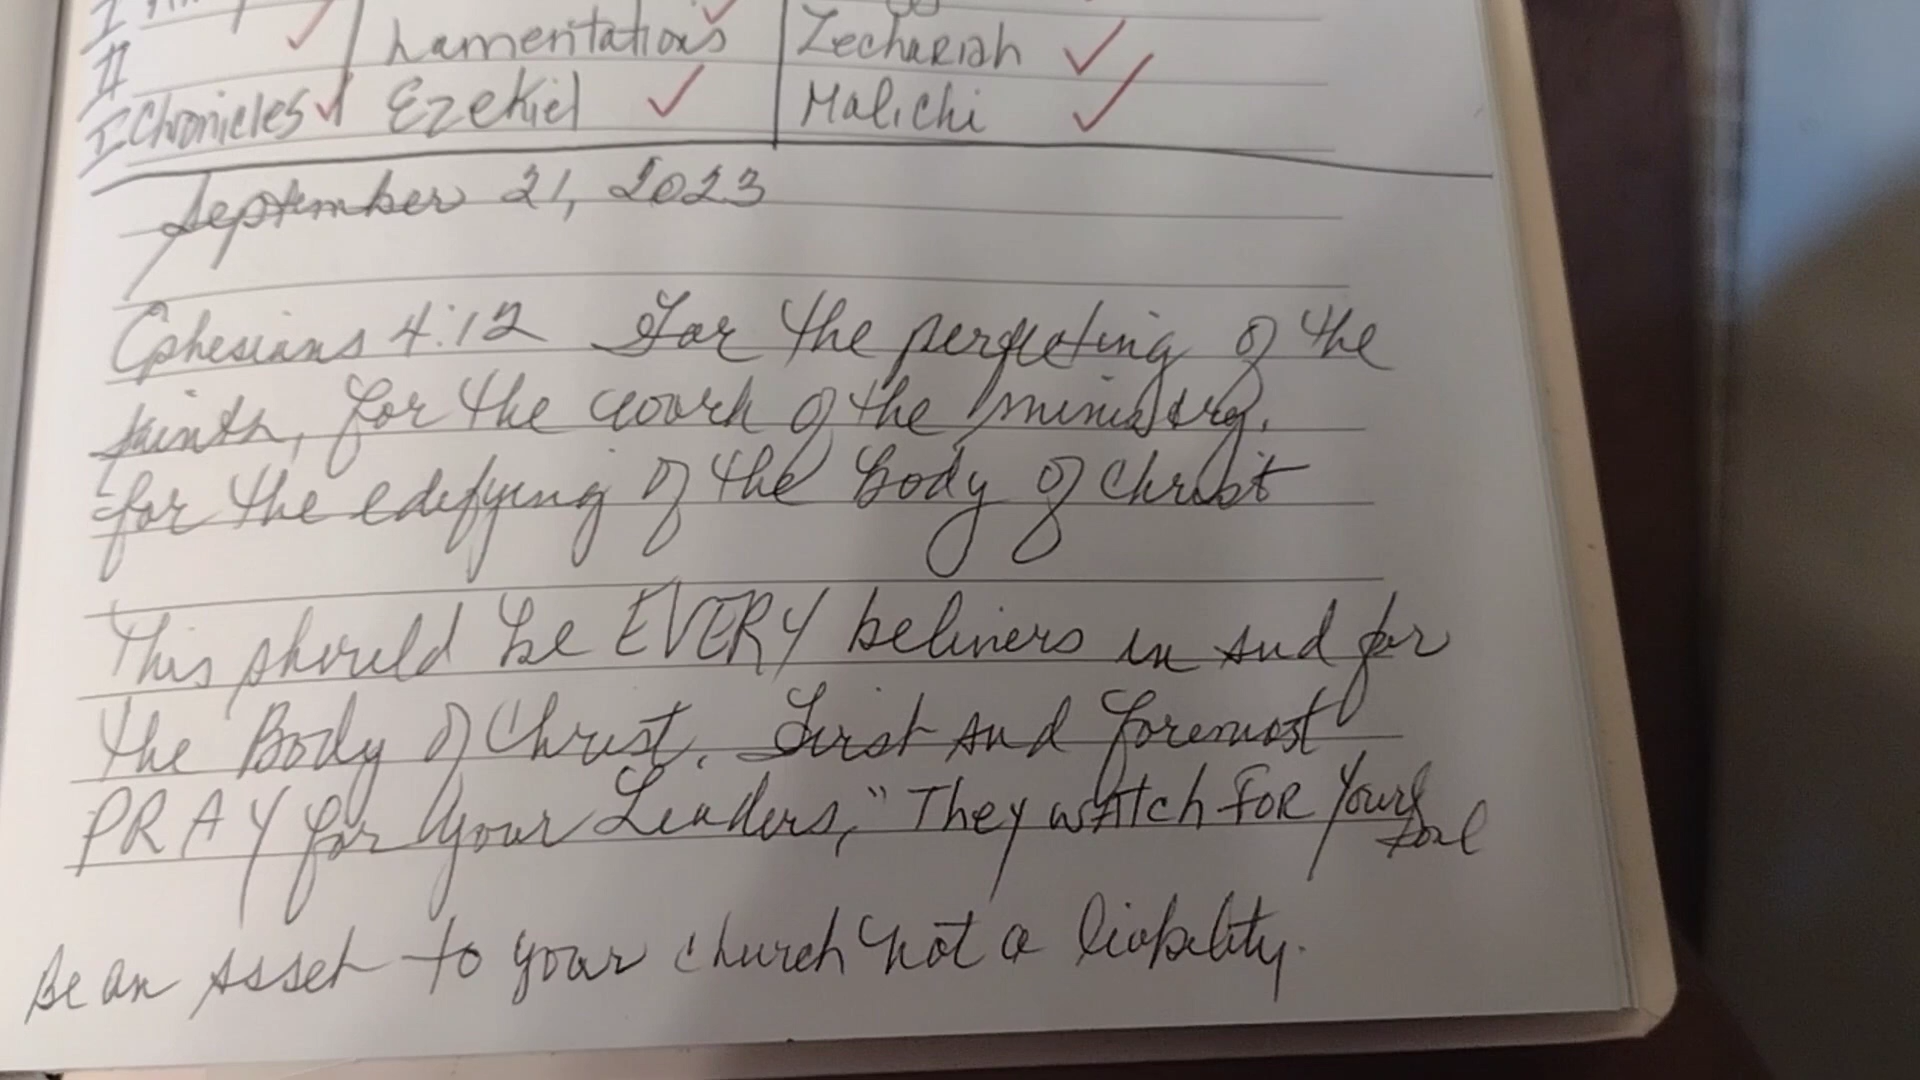 II Lamentations Zechariah ✓
I Chronicles ✓ Ezekiel ✓ Malichi ✓
September 21, 2023
Ephesians 4:12 For the perfecting of the
saints, for the work of the ministry.
for the edifying of the Body of Christ
This should be EVERY believers in and for
the Body of Christ. First and foremost
PRAY for your Leaders, "They watch FOR your
soul
Be an Asset to your church not a liability.